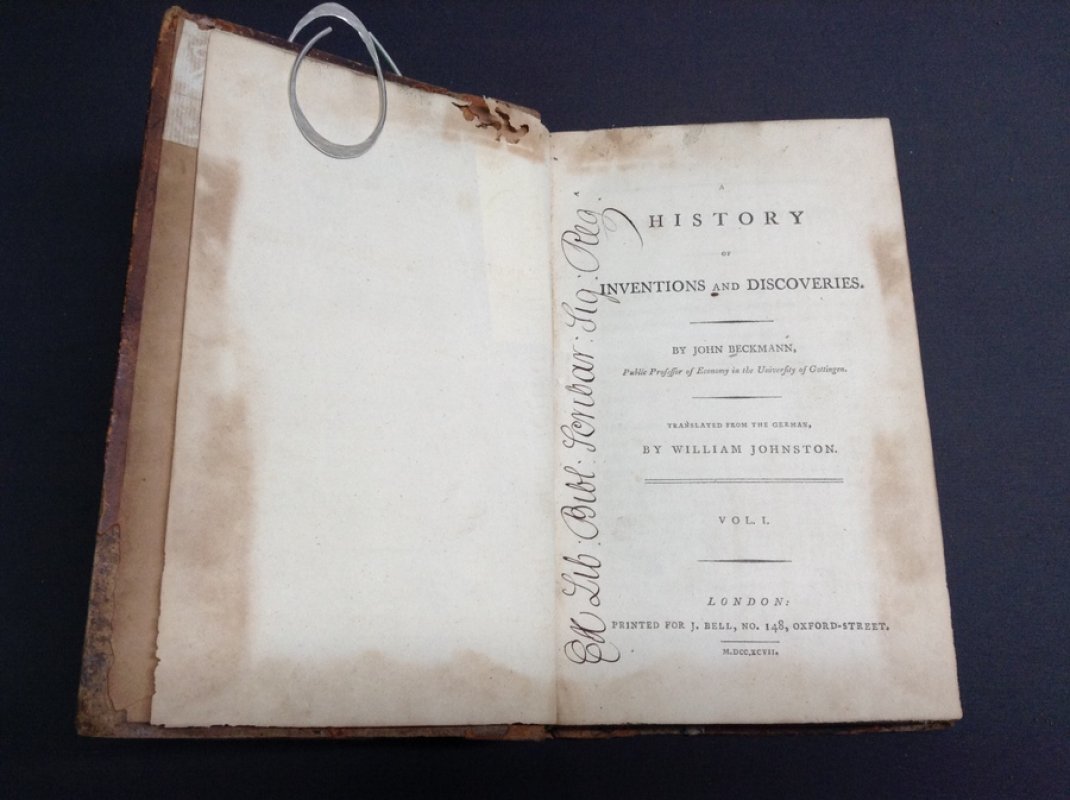 A
HISTORY
OF
INVENTIONS AND DISCOVERIES.
BY JOHN BECKMANN,
Public Profeſſor of Economy in the Univerſity of Gottingen.
TRANSLATED FROM THE GERMAN,
BY WILLIAM JOHNSTON.
VOL. I.
LONDON:
PRINTED FOR J. BELL, NO. 148, OXFORD-STREET.
M.DCC,XCVII.
Ex Lib: Bibl: Scribar: Sig: Reg.